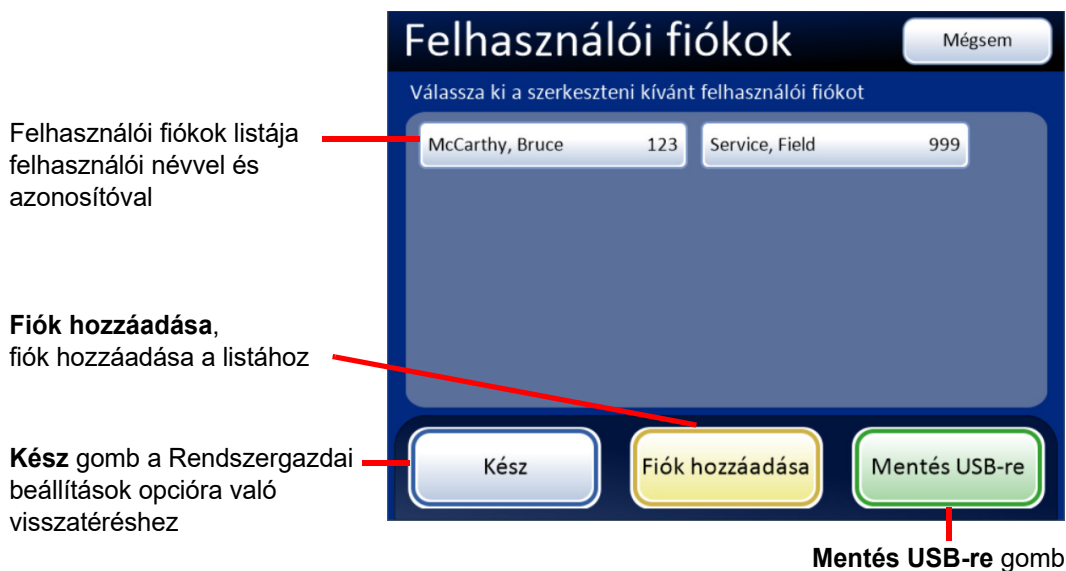 Felhasználói fiókok
Mégsem
Válassza ki a szerkeszteni kívánt felhasználói fiókot
McCarthy, Bruce 123
Service, Field 999
Felhasználói fiókok listája
felhasználói névvel és
azonosítóval
Fiók hozzáadása,
fiók hozzáadása a listához
Kész gomb a Rendszergazdai
beállítások opcióra való
visszatéréshez
Kész
Fiók hozzáadása
Mentés USB-re
Mentés USB-re gomb